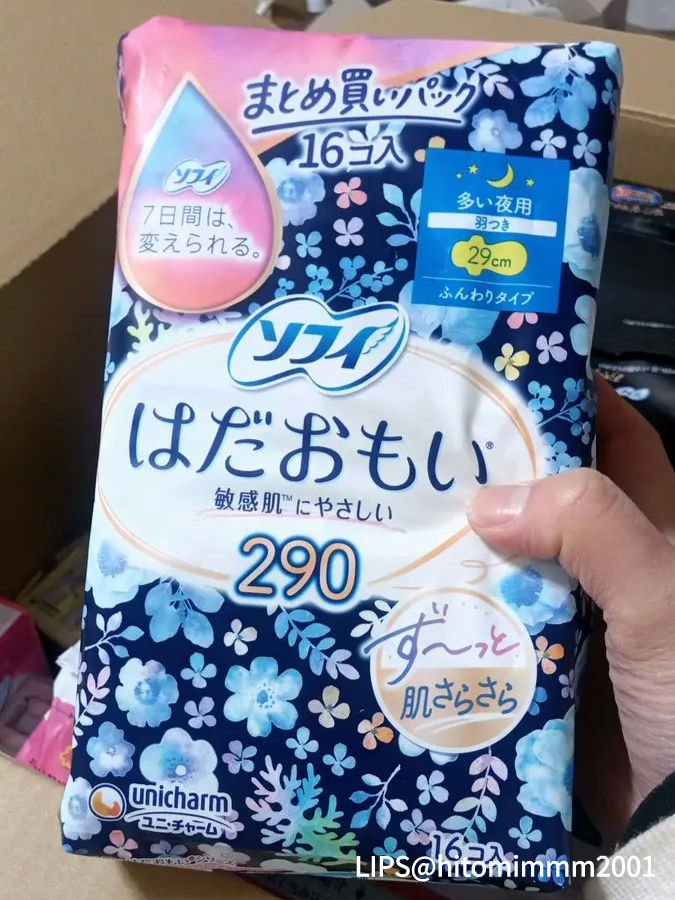 まとめ買いパック
16コ入
ソフィ
7日間は、
変えられる。
多い夜用
羽つき
29cm
ふんわりタイプ
ソフィ
はだおもい®
敏感肌™にやさしい
290
ず〜っと
肌さらさら
unicharm
ユニ・チャーム
16コ入
LIPS@hitomimmm2001